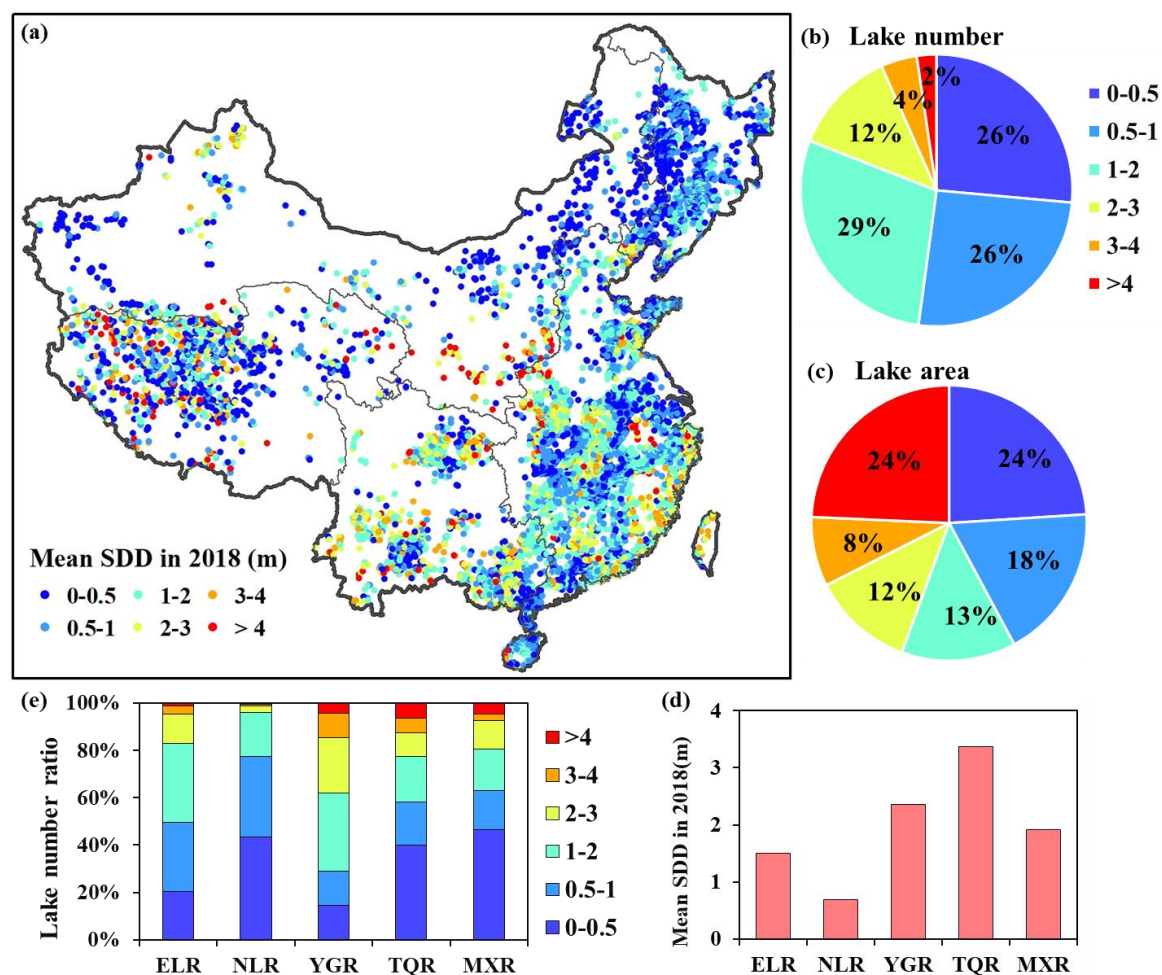 (a)
Mean SDD in 2018 (m)
0-0.5 1-2 3-4
0.5-1 2-3 > 4
(b) Lake number
2%
4%
12%
26%
29%
26%
0-0.5
0.5-1
1-2
2-3
3-4
>4
(c) Lake area
24% 24%
8%
18%
12%
13%
(e)
Lake number ratio
100%
80%
60%
40%
20%
0%
ELR NLR YGR TQR MXR
>4
3-4
2-3
1-2
0.5-1
0-0.5
(d)
Mean SDD in 2018(m)
4
3
2
1
0
ELR NLR YGR TQR MXR